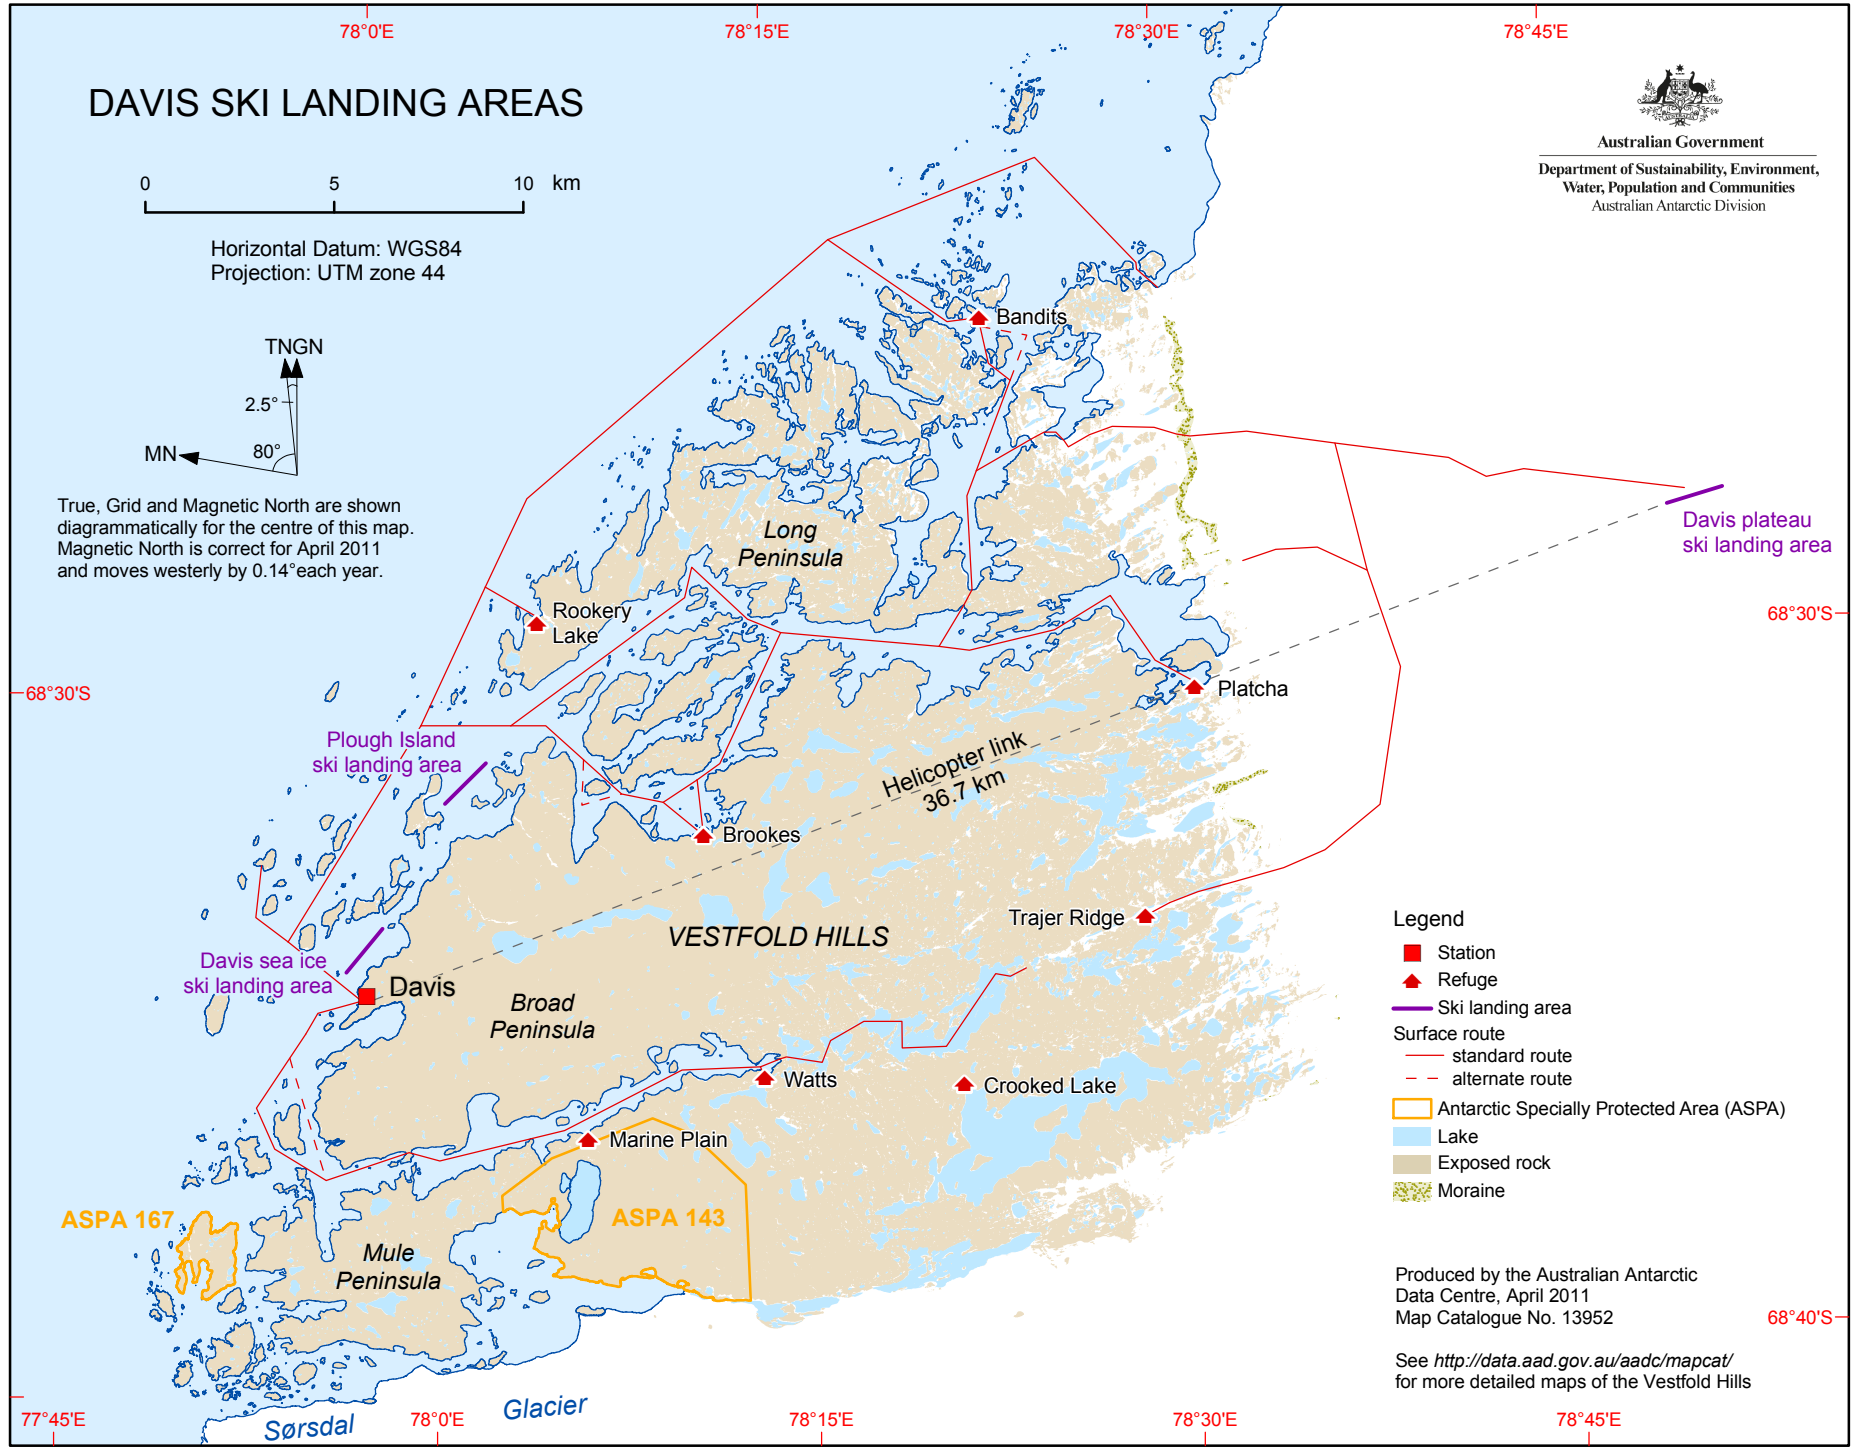 78°0'E
78°15'E
78°30'E
78°45'E
DAVIS SKI LANDING AREAS
0 5 10 km
Horizontal Datum: WGS84
Projection: UTM zone 44
TNGN
2.5°
MN
80°
True, Grid and Magnetic North are shown
diagrammatically for the centre of this map.
Magnetic North is correct for April 2011
and moves westerly by 0.14°each year.
Australian Government
Department of Sustainability, Environment,
Water, Population and Communities
Australian Antarctic Division
Bandits
Long
Peninsula
Davis plateau
ski landing area
Rookery
Lake
68°30'S
68°30'S
Platcha
Plough Island
ski landing area
Helicopter link
36.7 km
Brookes
Trajer Ridge
VESTFOLD HILLS
Davis sea ice
ski landing area
Davis
Broad
Peninsula
Watts
Crooked Lake
Marine Plain
ASPA 167
ASPA 143
Mule
Peninsula
Legend
Station
Refuge
Ski landing area
Surface route
standard route
alternate route
Antarctic Specially Protected Area (ASPA)
Lake
Exposed rock
Moraine
Produced by the Australian Antarctic
Data Centre, April 2011
Map Catalogue No. 13952
68°40'S
See http://data.aad.gov.au/aadc/mapcat/
for more detailed maps of the Vestfold Hills
Sørsdal Glacier
77°45'E
78°0'E
78°15'E
78°30'E
78°45'E